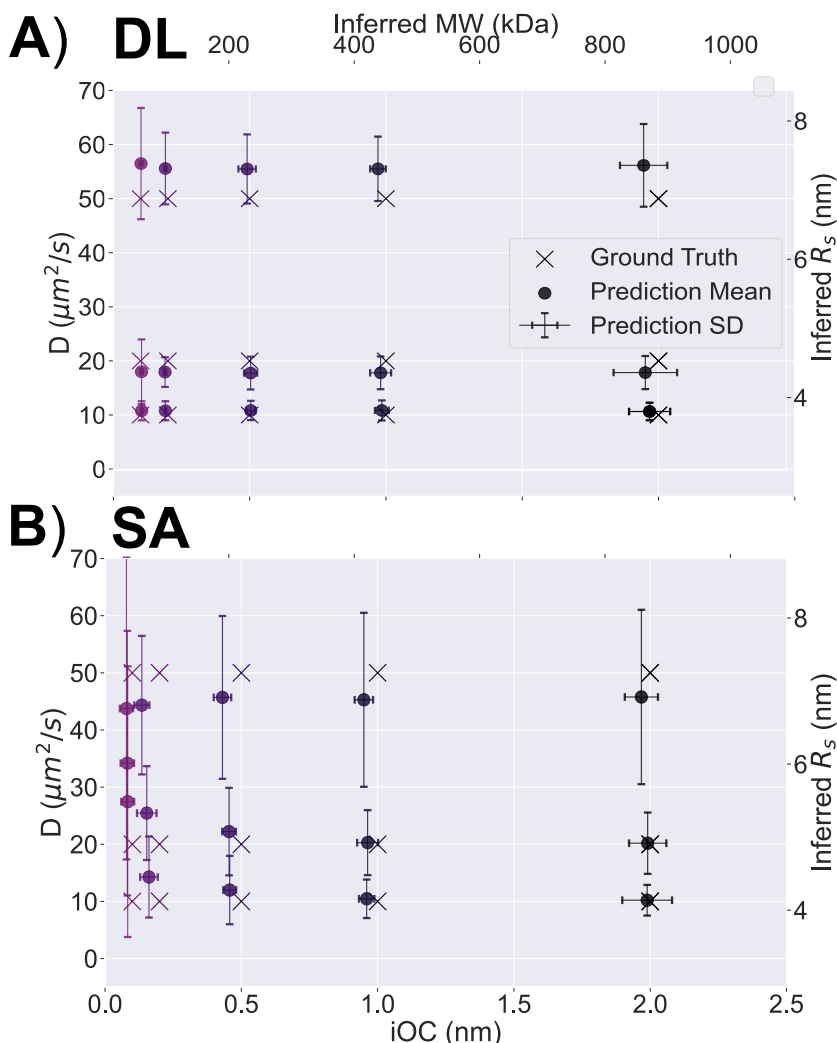 A) DL
Inferred MW (kDa)
200 400 600 800 1000
70
60
50
40
30
20
10
0
D (μm²/s)
8
6
4
Inferred Rₛ (nm)
Ground Truth
Prediction Mean
Prediction SD
B) SA
70
60
50
40
30
20
10
0
D (μm²/s)
8
6
4
Inferred Rₛ (nm)
0.0 0.5 1.0 1.5 2.0 2.5
iOC (nm)